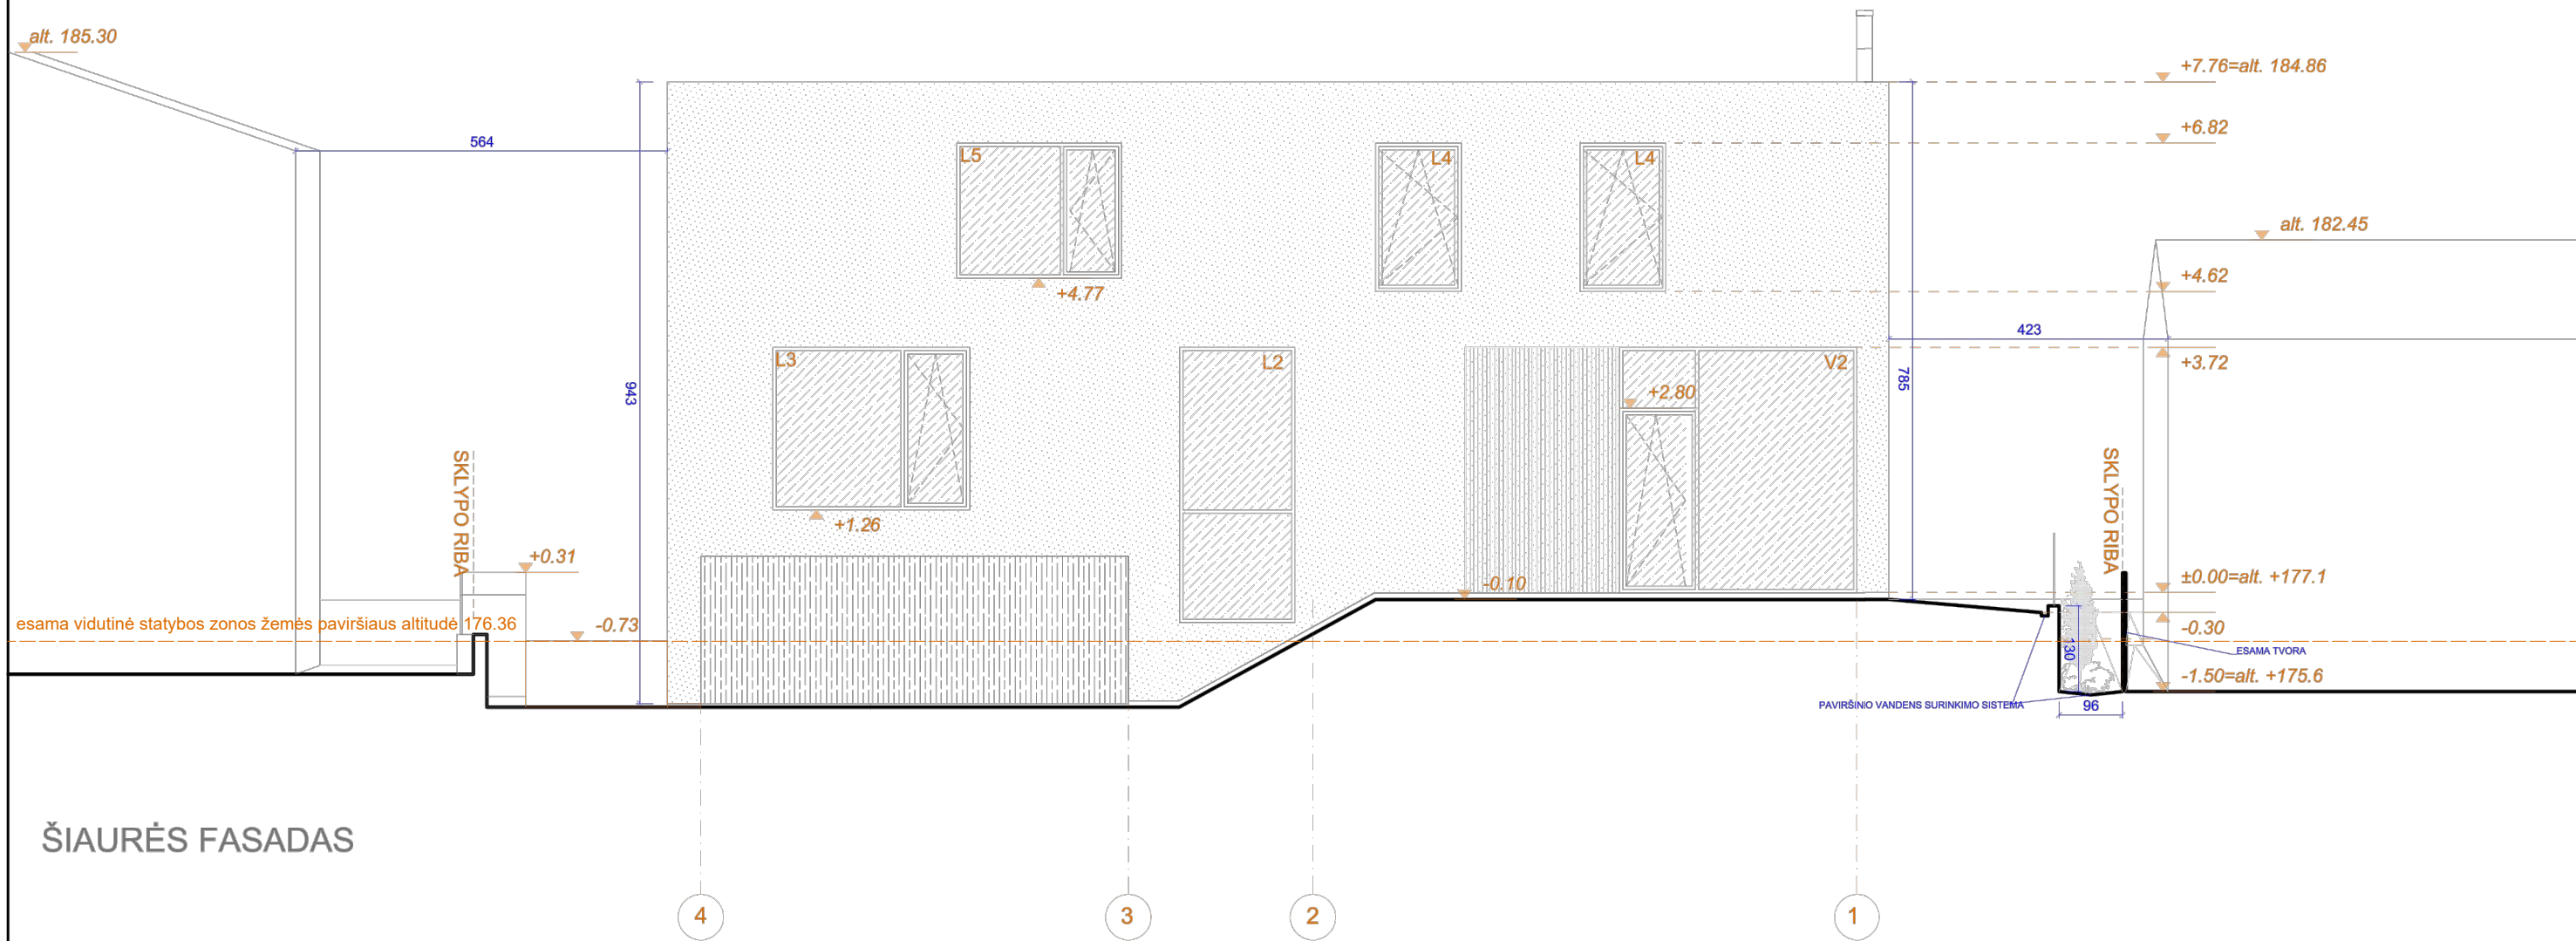 alt. 185.30
+7.76=alt. 184.86
+6.82
564
L5
L4
L4
alt. 182.45
+4.62
+4.77
423
+3.72
L3
L2
V2
+2.80
943
785
SKLYPO RIBA
SKLYPO RIBA
+1.26
+0.31
-0.10
±0.00=alt. +177.1
esama vidutinė statybos zonos žemės paviršiaus altitudė 176.36
-0.73
-0.30
130
ESAMA TVORA
-1.50=alt. +175.6
PAVIRŠINIO VANDENS SURINKIMO SISTEMA
96
ŠIAURĖS FASADAS
4
3
2
1